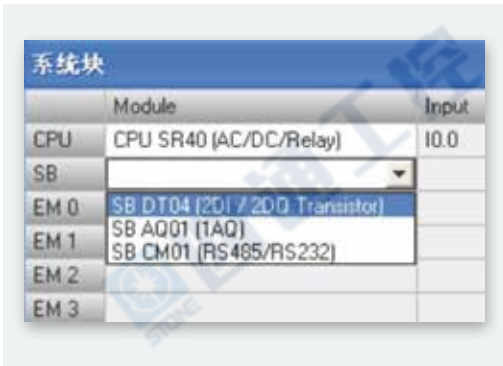 系统块
Module Input
CPU CPU SR40 (AC/DC/Relay) I0.0
SB
SB DT04 (2DI / 2DQ Transistor)
EM 0
SB AQ01 (1AQ)
EM 1
SB CM01 (RS485/RS232)
EM 2
EM 3
STONE